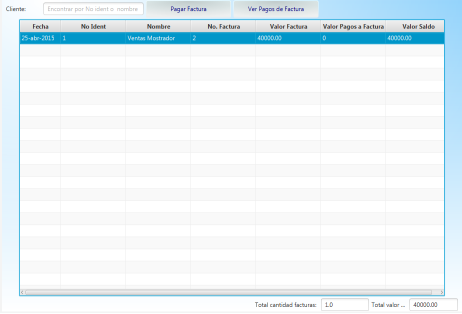 Cliente: Encontrar por No ident o nombre Pagar Factura Ver Pagos de Factura
Fecha No Ident Nombre No. Factura Valor Factura Valor Pagos a Factura Valor Saldo
25-abr-2013 1 Ventas Mostrador 2 40000.00 0 40000.00
Total cantidad facturas: 1.0 Total valor ... 40000.00